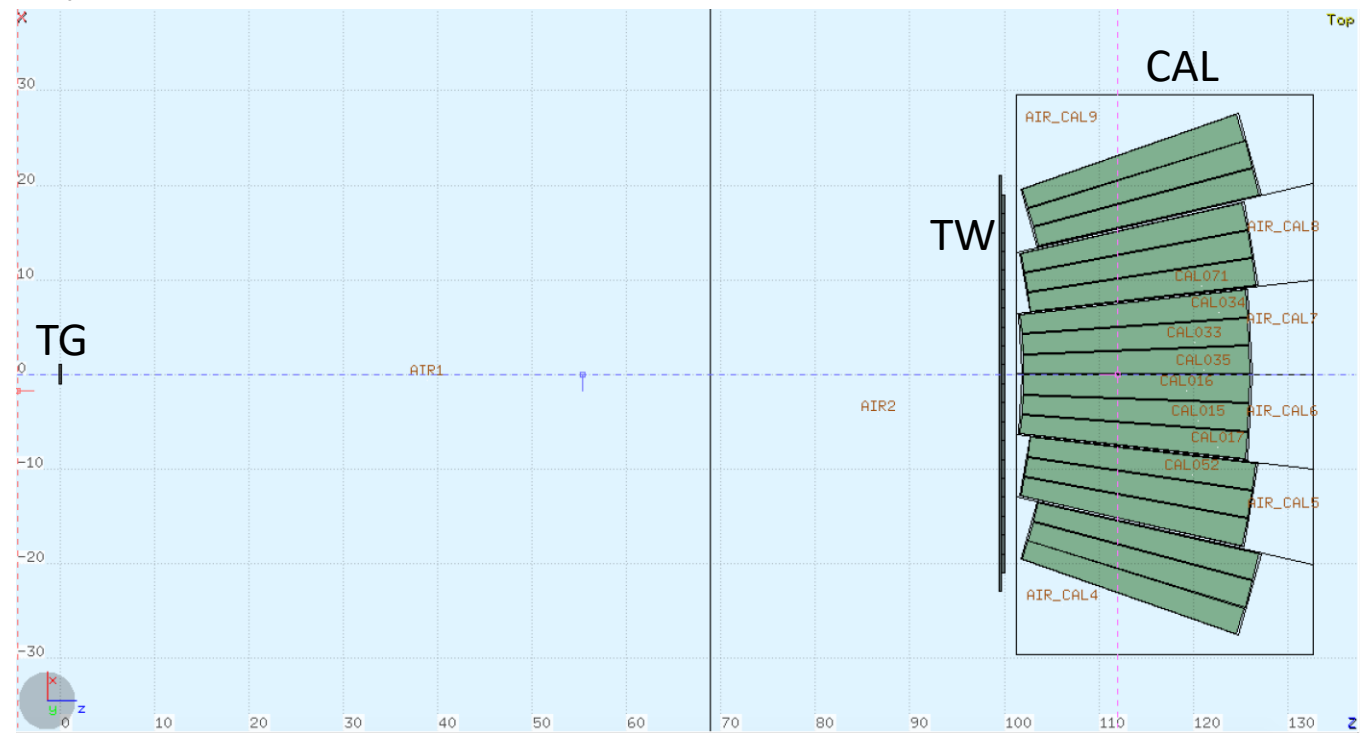 X
Top
CAL
30
AIR_CAL9
20
TW
AIR_CAL8
10
CAL071
CAL034
AIR_CAL7
TG
CAL033
0
AIR1
CAL035
CAL016
AIR2
CAL015
AIR_CAL6
CAL017
-10
CAL052
AIR_CAL5
-20
AIR_CAL4
-30
x
y z
0 10 20 30 40 50 60 70 80 90 100 110 120 130 Z